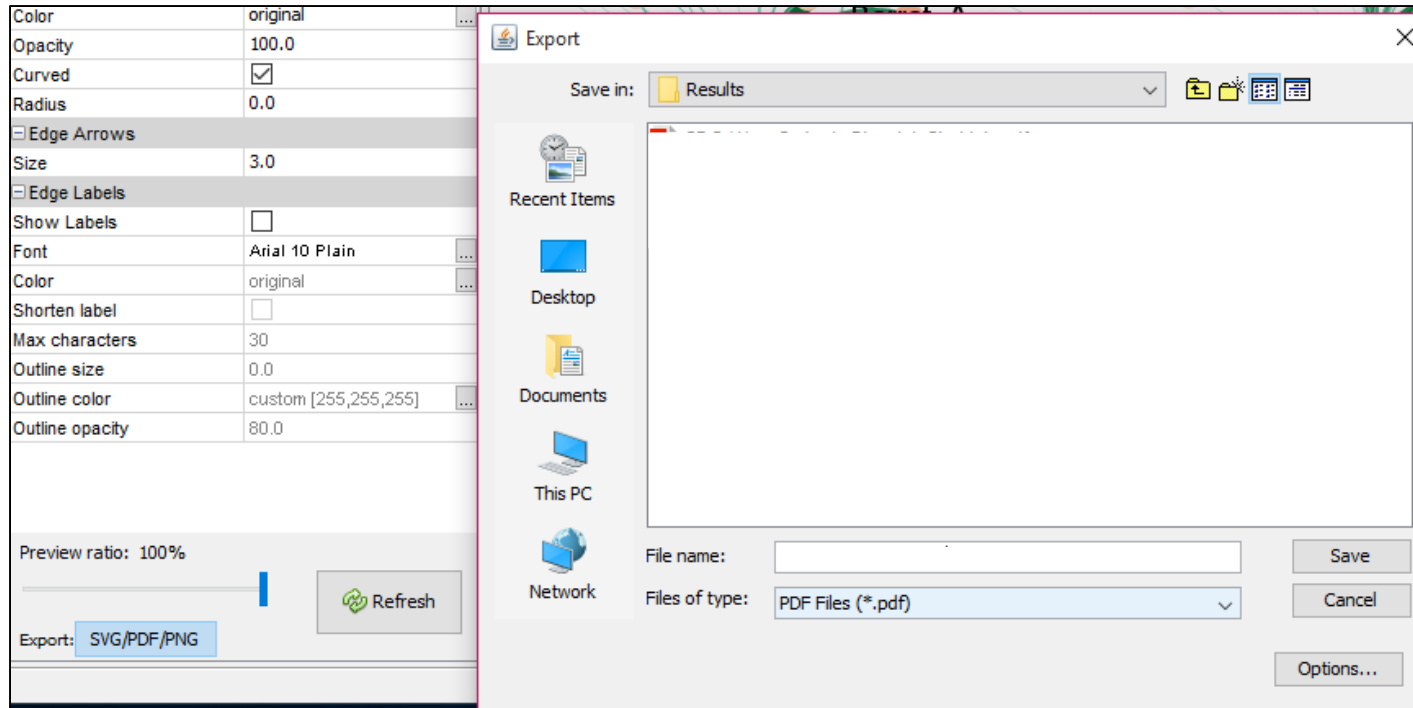 Color original ...
Opacity 100.0
Curved
Radius 0.0
Edge Arrows
Size 3.0
Edge Labels
Show Labels
Font Arial 10 Plain ...
Color original ...
Shorten label
Max characters 30
Outline size 0.0
Outline color custom [255,255,255] ...
Outline opacity 80.0
Preview ratio: 100%
Refresh
Export: SVG/PDF/PNG
Export
Save in: Results
Recent Items
Desktop
Documents
This PC
Network
File name:
Save
Files of type: PDF Files (*.pdf)
Cancel
Options...